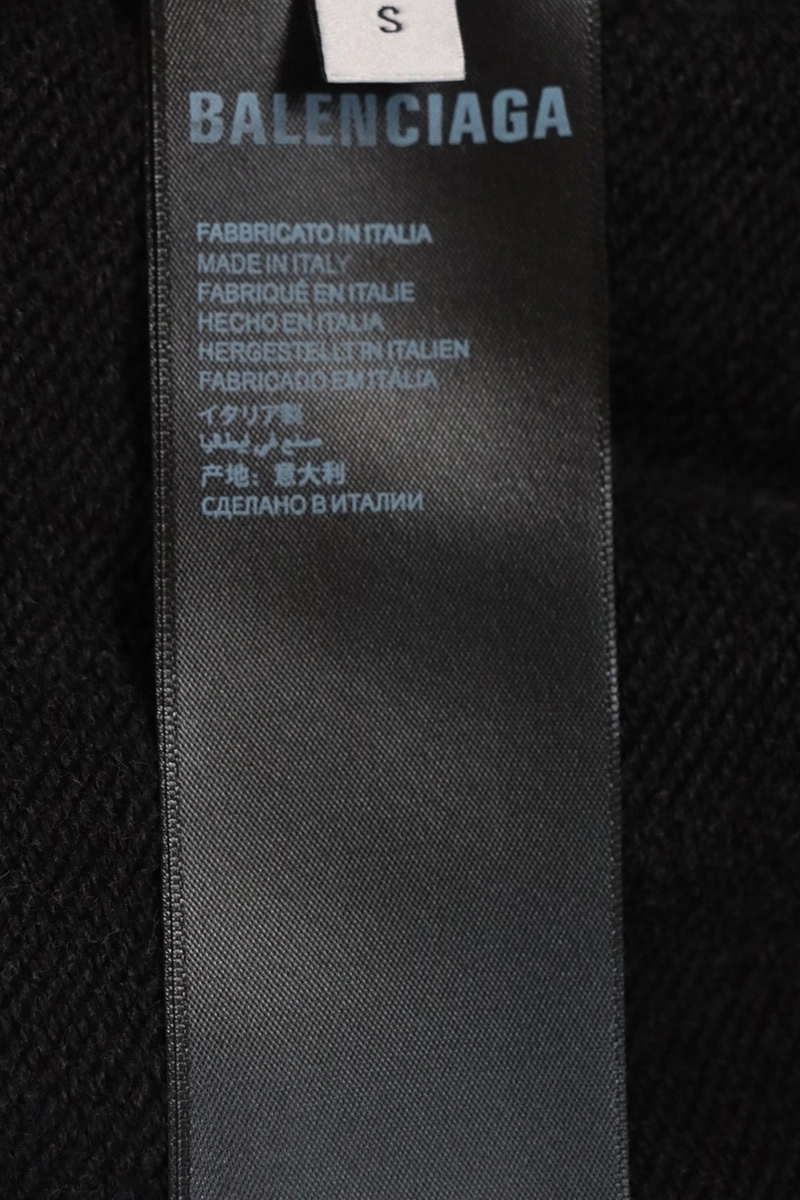 S
BALENCIAGA
FABBRICATO IN ITALIA
MADE IN ITALY
FABRIQUÉ EN ITALIE
HECHO EN ITALIA
HERGESTELLT IN ITALIEN
FABRICADO EM ITÁLIA
イタリア製
صنع في إيطاليا
产地：意大利
СДЕЛАНО В ИТАЛИИ